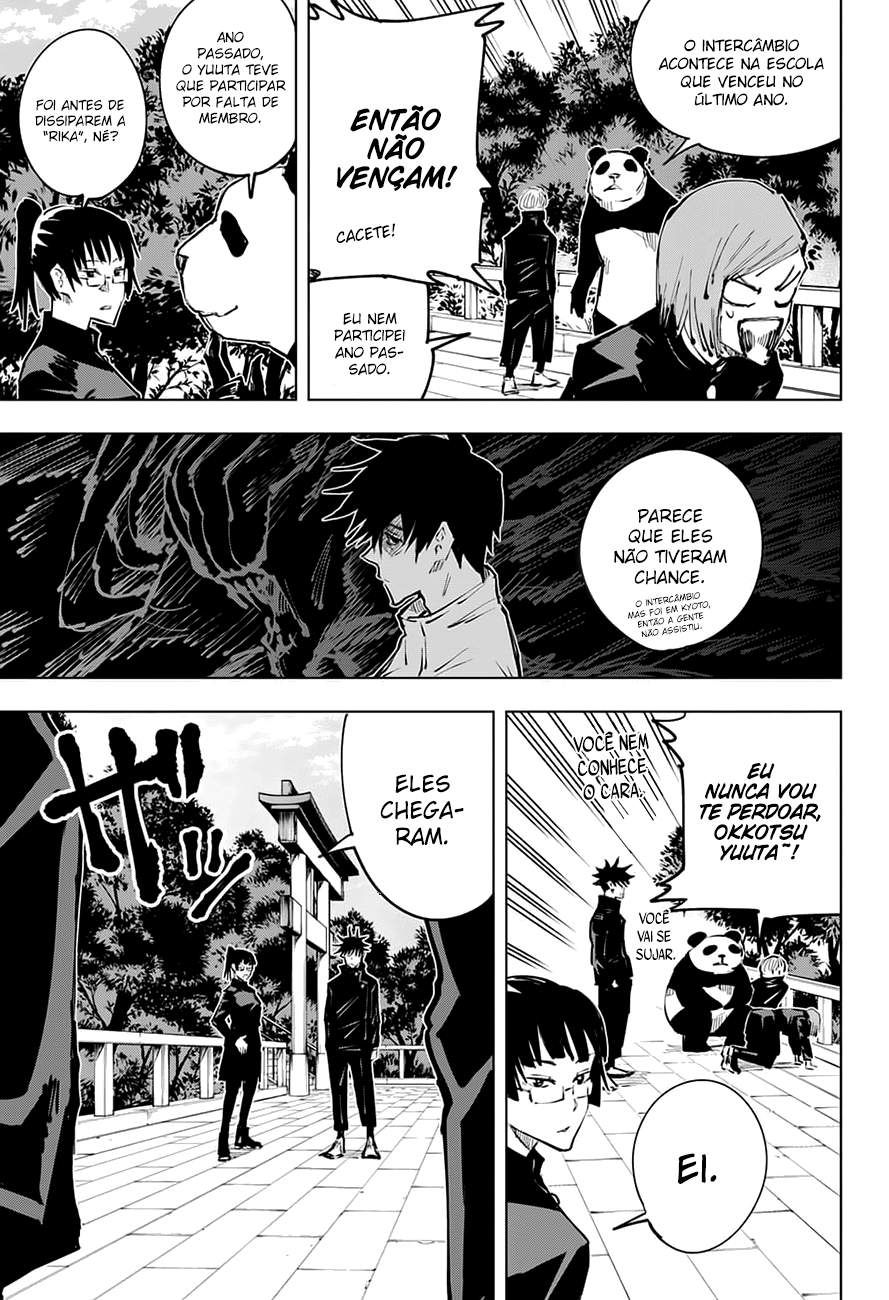 O INTERCÂMBIO
ACONTECE NA ESCOLA
QUE VENCEU NO
ÚLTIMO ANO.
ENTÃO
NÃO
VENÇAM!
CACETE!
EU NEM
PARTICIPEI
ANO PAS-
SADO.
ANO
PASSADO,
O YUUTA TEVE
QUE PARTICIPAR
POR FALTA DE
MEMBRO.
FOI ANTES DE
DISSIPAREM A
"RIKA", NÉ?
PARECE
QUE ELES
NÃO TIVERAM
CHANCE.
O INTERCÂMBIO
MAS FOI EM KYOTO,
ENTÃO A GENTE
NÃO ASSISTIU.
EU
NUNCA VOU
TE PERDOAR,
OKKOTSU
YUUTA~!
VOCÊ NEM
CONHECE
O CARA.
VOCÊ
VAI SE
SUJAR.
EI.
ELES
CHEGA-
RAM.
ザッ